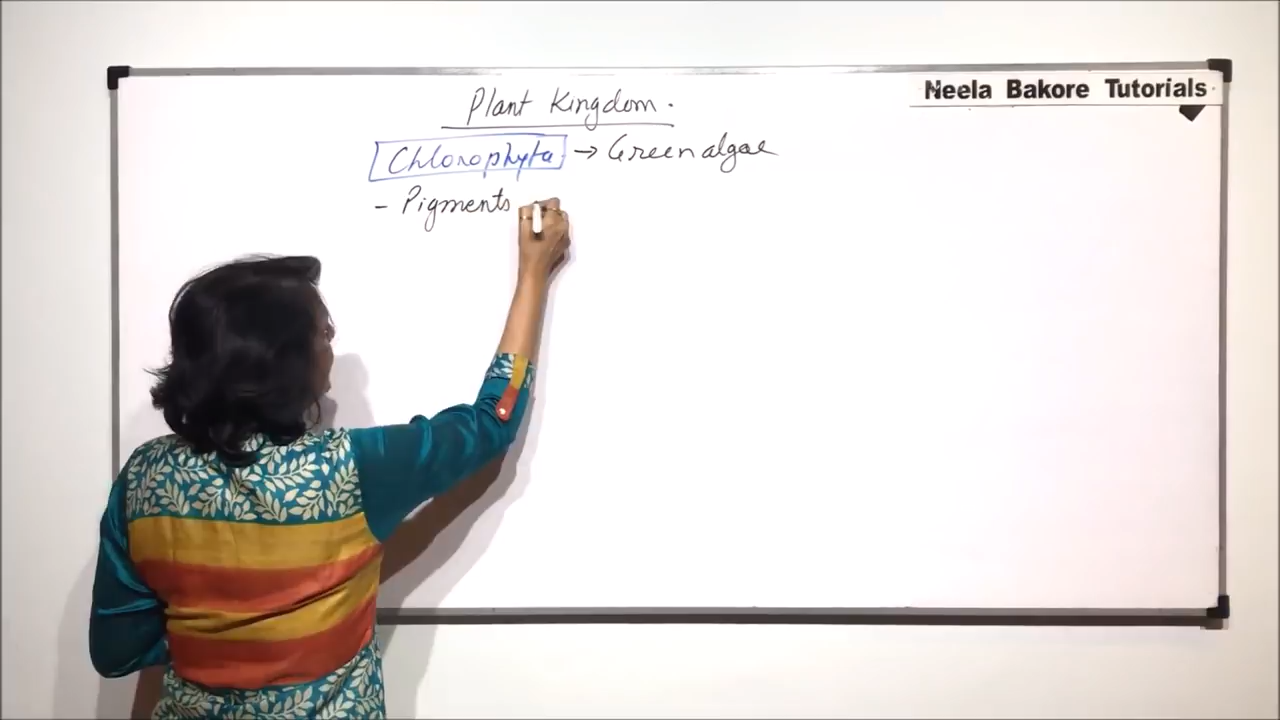 Neela Bakore Tutorials
Plant Kingdom.
Chlorophyta → Green algae
- Pigments